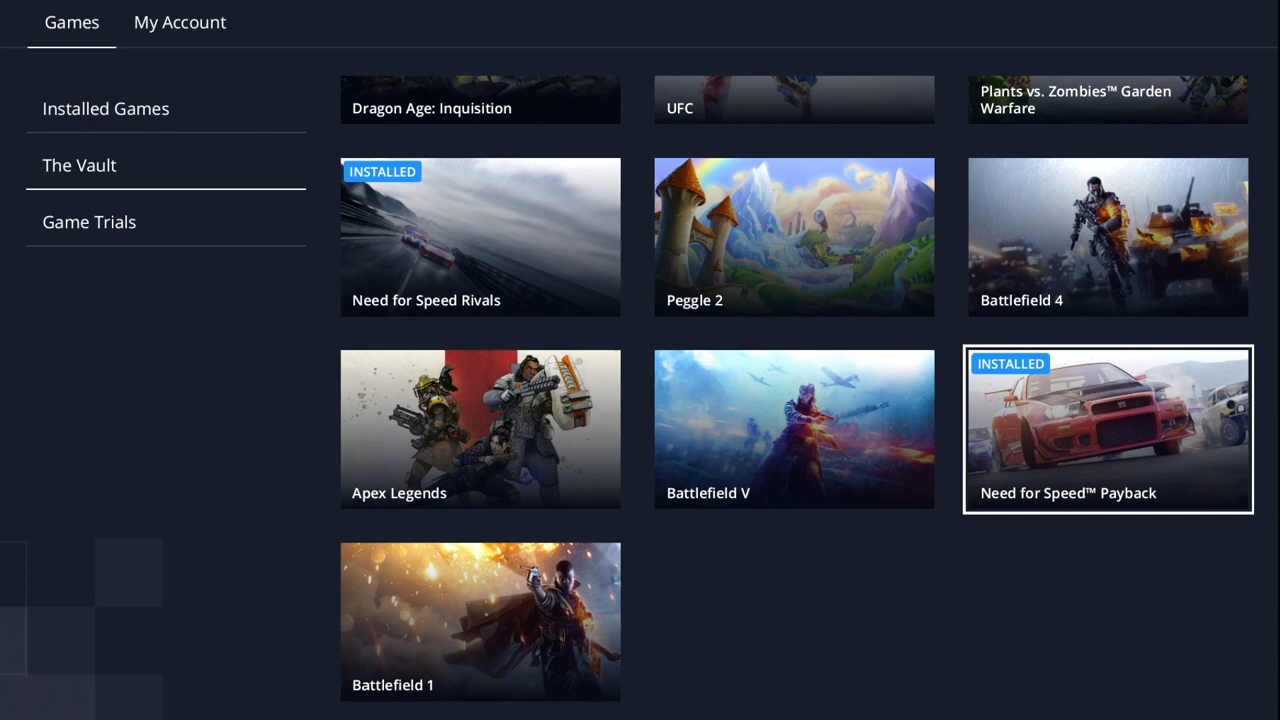 Games
My Account
Installed Games
The Vault
Game Trials
Dragon Age: Inquisition
UFC
Plants vs. Zombies™ Garden
Warfare
INSTALLED
Need for Speed Rivals
Peggle 2
Battlefield 4
Apex Legends
Battlefield V
INSTALLED
Need for Speed™ Payback
Battlefield 1